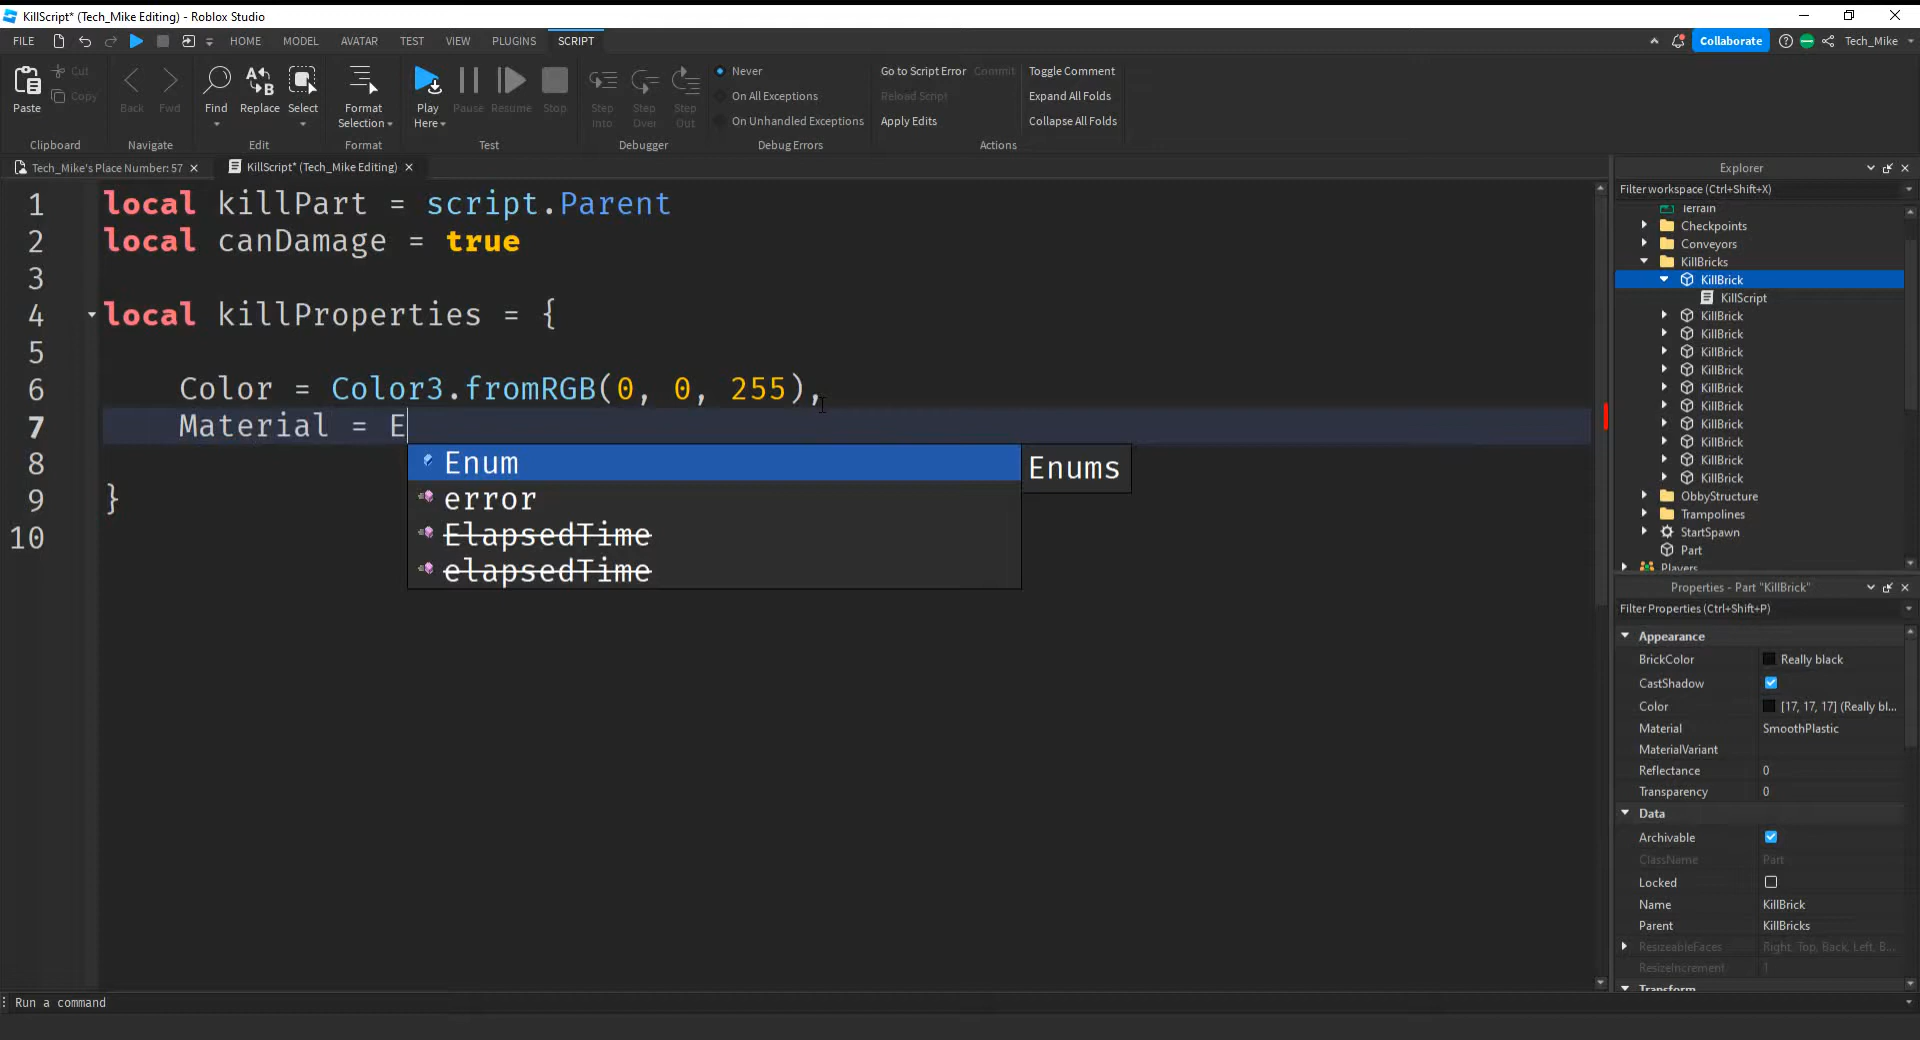 KillScript* (Tech_Mike Editing) - Roblox Studio
FILE HOME MODEL AVATAR TEST VIEW PLUGINS SCRIPT Collaborate Tech_Mike
Paste Cut Copy
Clipboard
Back Fwd
Navigate
Find Replace Select
Edit
Format Selection
Format
Play Here Pause Resume Stop
Test
Step Into Step Over Step Out
Debugger
Never
On All Exceptions
On Unhandled Exceptions
Debug Errors
Go to Script Error Commit Toggle Comment
Reload Script Expand All Folds
Apply Edits Collapse All Folds
Actions
Tech_Mike's Place Number: 57 KillScript* (Tech_Mike Editing)
1 local killPart = script.Parent
2 local canDamage = true
3
4 local killProperties = {
5
6 Color = Color3.fromRGB(0, 0, 255),
7 Material = E
8
9 }
10
Enum Enums
error
ElapsedTime
elapsedTime
Explorer
Filter workspace (Ctrl+Shift+X)
Terrain
Checkpoints
Conveyors
KillBricks
KillBrick
KillScript
KillBrick
KillBrick
KillBrick
KillBrick
KillBrick
KillBrick
KillBrick
KillBrick
KillBrick
KillBrick
ObbyStructure
Trampolines
StartSpawn
Part
Players
Properties - Part "KillBrick"
Filter Properties (Ctrl+Shift+P)
Appearance
BrickColor Really black
CastShadow
Color [17, 17, 17] (Really bl...
Material SmoothPlastic
MaterialVariant
Reflectance 0
Transparency 0
Data
Archivable
ClassName Part
Locked
Name KillBrick
Parent KillBricks
ResizeableFaces Right, Top, Back, Left, B...
ResizeIncrement 1
Transform
Run a command